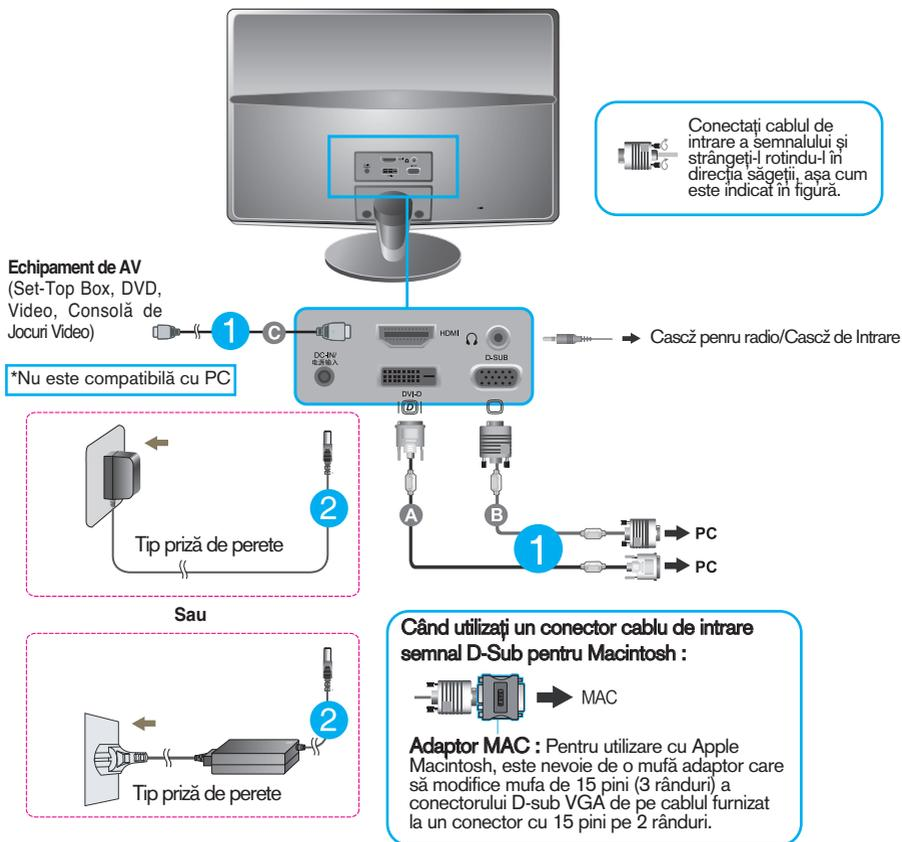 Conectați cablul de
intrare a semnalului și
strângeți-l rotindu-l în
direcția săgeții, așa cum
este indicat în figură.
Echipament de AV
(Set-Top Box, DVD,
Video, Consolă de
Jocuri Video)
1
C
*Nu este compatibilă cu PC
HDMI
DC-IN/
电源输入
D-SUB
DVI-D
D
Cascž penru radio/Cascž de Intrare
2
Tip priză de perete
Sau
2
Tip priză de perete
A
B
1
PC
PC
Când utilizați un conector cablu de intrare
semnal D-Sub pentru Macintosh :
MAC
Adaptor MAC : Pentru utilizare cu Apple
Macintosh, este nevoie de o mufă adaptor care
să modifice mufa de 15 pini (3 rânduri) a
conectorului D-sub VGA de pe cablul furnizat
la un conector cu 15 pini pe 2 rânduri.